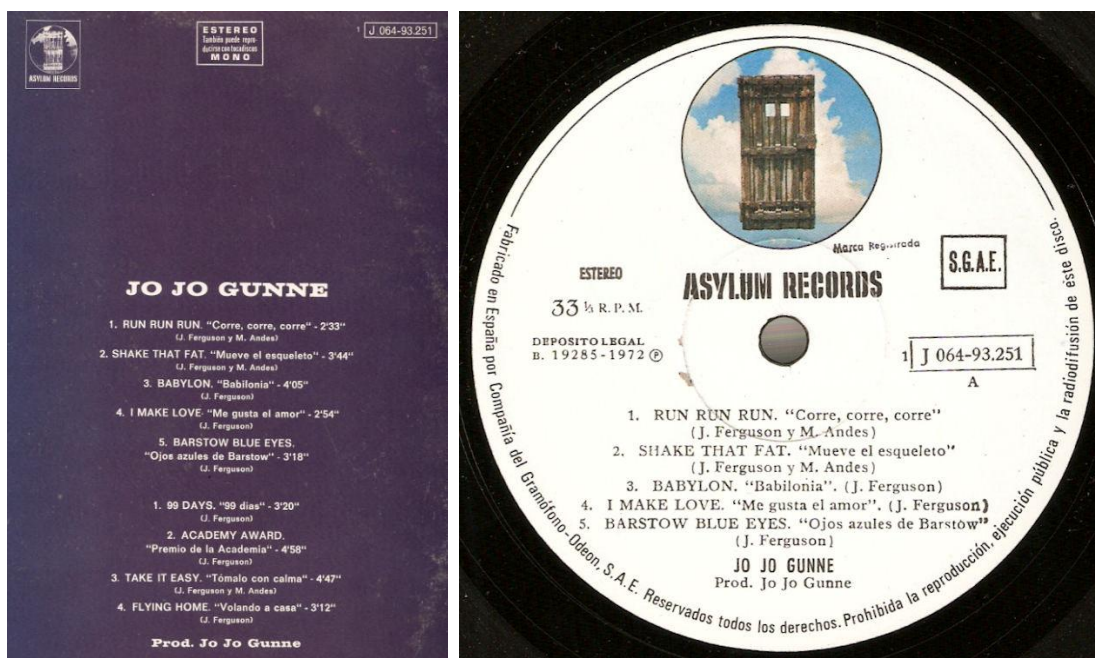 ASYLUM RECORDS
ESTEREO
También puede repro-
ducirse con tocadiscos
MONO
1 J 064-93.251
JO JO GUNNE
1. RUN RUN RUN. "Corre, corre, corre" - 2'33"
(J. Ferguson y M. Andes)
2. SHAKE THAT FAT. "Mueve el esqueleto" - 3'44"
(J. Ferguson y M. Andes)
3. BABYLON. "Babilonia" - 4'05"
(J. Ferguson)
4. I MAKE LOVE. "Me gusta el amor" - 2'54"
(J. Ferguson)
5. BARSTOW BLUE EYES.
"Ojos azules de Barstow" - 3'18"
(J. Ferguson)
1. 99 DAYS. "99 dias" - 3'20"
(J. Ferguson)
2. ACADEMY AWARD.
"Premio de la Academia" - 4'58"
(J. Ferguson)
3. TAKE IT EASY. "Tómalo con calma" - 4'47"
(J. Ferguson y M. Andes)
4. FLYING HOME. "Volando a casa" - 3'12"
(J. Ferguson)
Prod. Jo Jo Gunne
Marca Registrada
S.G.A.E.
ESTEREO
ASYLUM RECORDS
33 ⅓ R. P. M.
DEPOSITO LEGAL
B. 19285-1972 Ⓟ
1 J 064-93.251
A
1. RUN RUN RUN. "Corre, corre, corre"
(J. Ferguson y M. Andes)
2. SHAKE THAT FAT. "Mueve el esqueleto"
(J. Ferguson y M. Andes)
3. BABYLON. "Babilonia". (J. Ferguson)
4. I MAKE LOVE. "Me gusta el amor". (J. Ferguson)
5. BARSTOW BLUE EYES. "Ojos azules de Barstow".
(J. Ferguson)
JO JO GUNNE
Prod. Jo Jo Gunne
Fabricado en España por Compañía del Gramófono-Odeon, S.A.E. Reservados todos los derechos. Prohibida la reproducción, ejecución pública y la radiodifusión de este disco.